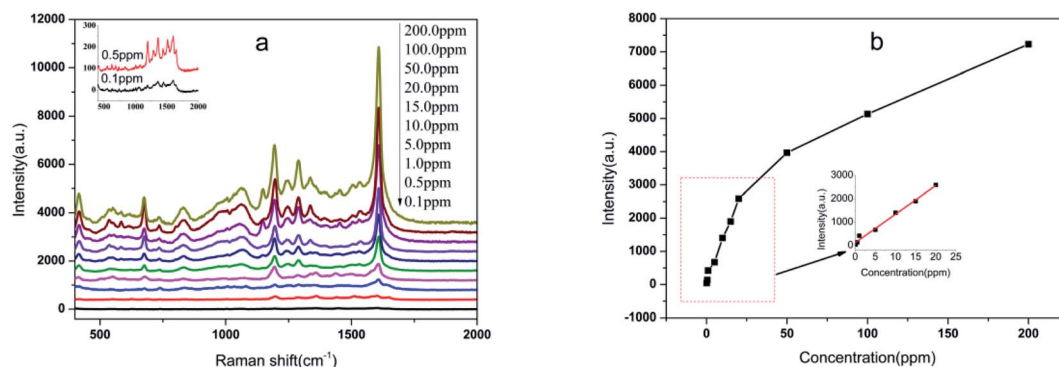 a
12000
10000
8000
6000
4000
2000
0
Intensity(a.u.)
500
1000
1500
2000
Raman shift(cm-1)
300
200
100
0
500
1000
1500
2000
0.5ppm
0.1ppm
200.0ppm
100.0ppm
50.0ppm
20.0ppm
15.0ppm
10.0ppm
5.0ppm
1.0ppm
0.5ppm
0.1ppm
b
8000
7000
6000
5000
4000
3000
2000
1000
0
-1000
Intensity(a.u.)
0
50
100
150
200
Concentration(ppm)
3000
2000
1000
0
Intensity(a.u.)
0
5
10
15
20
25
Concentration(ppm)